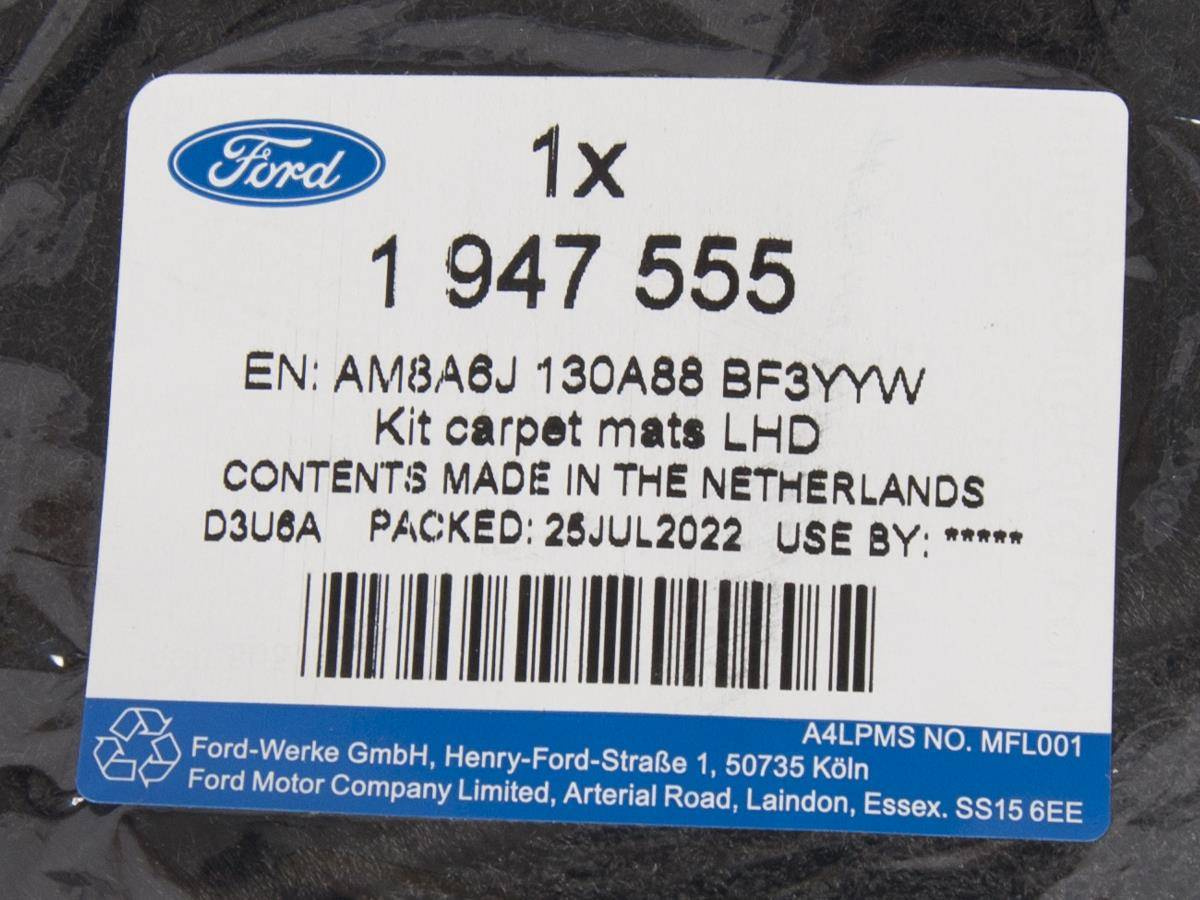 Ford
1x
1 947 555
EN: AM8A6J 130A88 BF3YYW
Kit carpet mats LHD
CONTENTS MADE IN THE NETHERLANDS
D3U6A PACKED: 25JUL2022 USE BY: *****
A4LPMS NO. MFL001
Ford-Werke GmbH, Henry-Ford-Straße 1, 50735 Köln
Ford Motor Company Limited, Arterial Road, Laindon, Essex. SS15 6EE